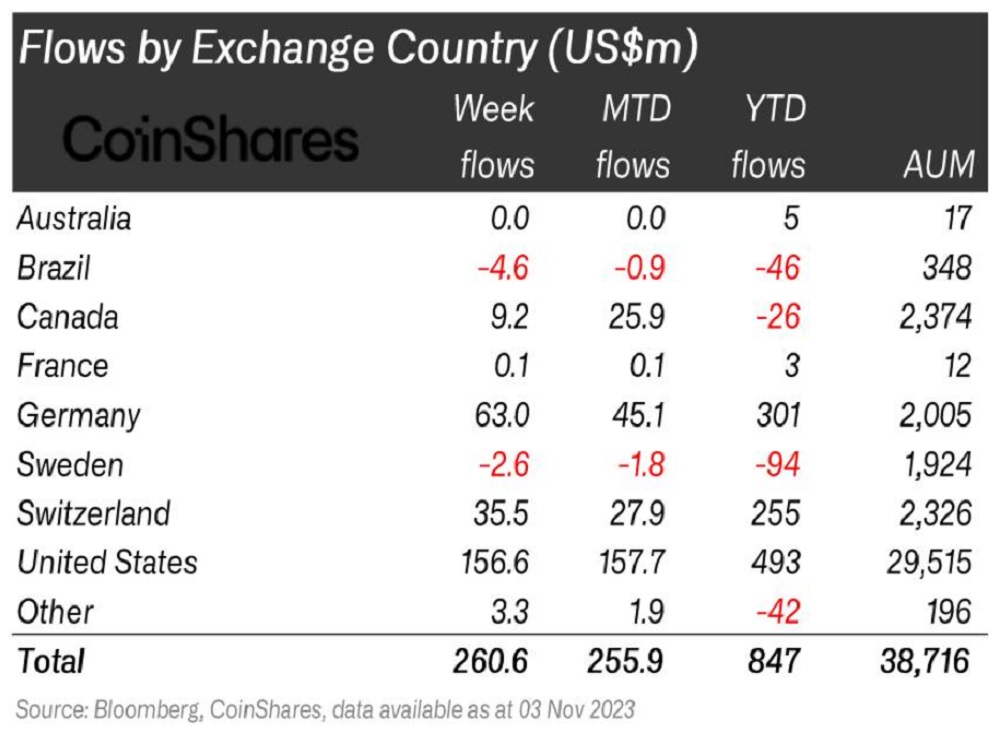 Flows by Exchange Country (US$m)
CoinShares
Week flows MTD flows YTD flows AUM
Australia 0.0 0.0 5 17
Brazil -4.6 -0.9 -46 348
Canada 9.2 25.9 -26 2,374
France 0.1 0.1 3 12
Germany 63.0 45.1 301 2,005
Sweden -2.6 -1.8 -94 1,924
Switzerland 35.5 27.9 255 2,326
United States 156.6 157.7 493 29,515
Other 3.3 1.9 -42 196
Total 260.6 255.9 847 38,716
Source: Bloomberg, CoinShares, data available as at 03 Nov 2023